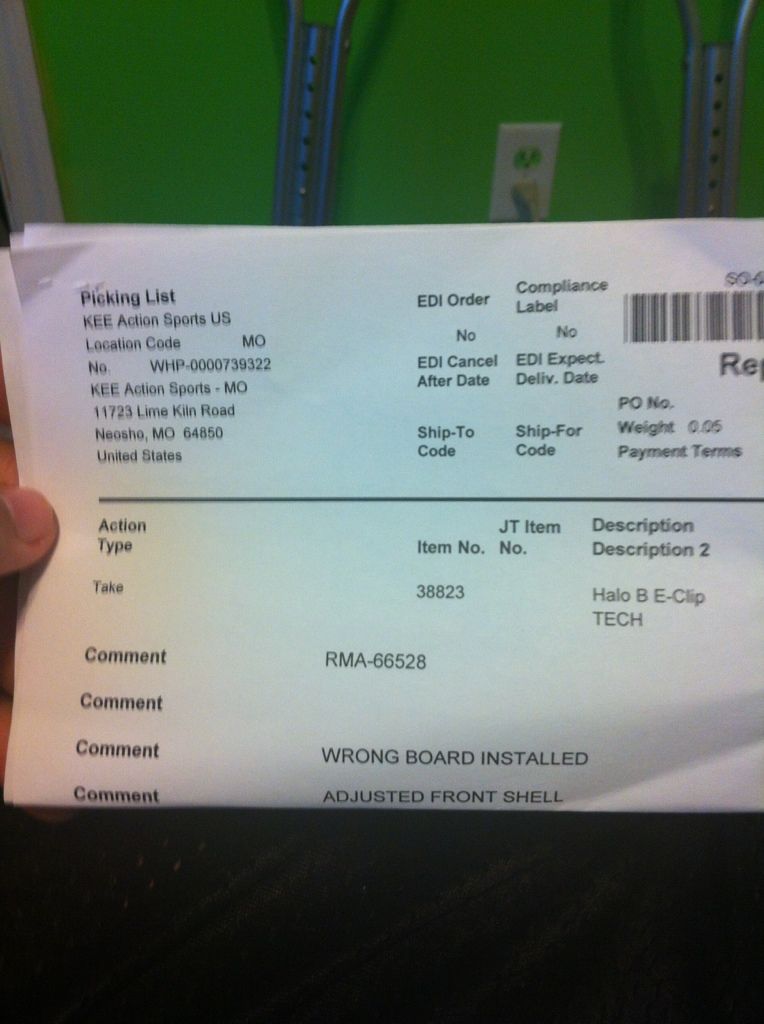 Picking List
KEE Action Sports US
Location Code MO
No. WHP-0000739322
KEE Action Sports - MO
11723 Lime Kiln Road
Neosho, MO 64850
United States
EDI Order
No
EDI Cancel
After Date
Ship-To
Code
Compliance
Label
No
EDI Expect.
Deliv. Date
Ship-For
Code
PO No.
Weight 0.05
Payment Terms
Action
Type
Item No.
JT Item
No.
Description
Description 2
Take 38823 Halo B E-Clip
TECH
Comment RMA-66528
Comment
Comment WRONG BOARD INSTALLED
Comment ADJUSTED FRONT SHELL